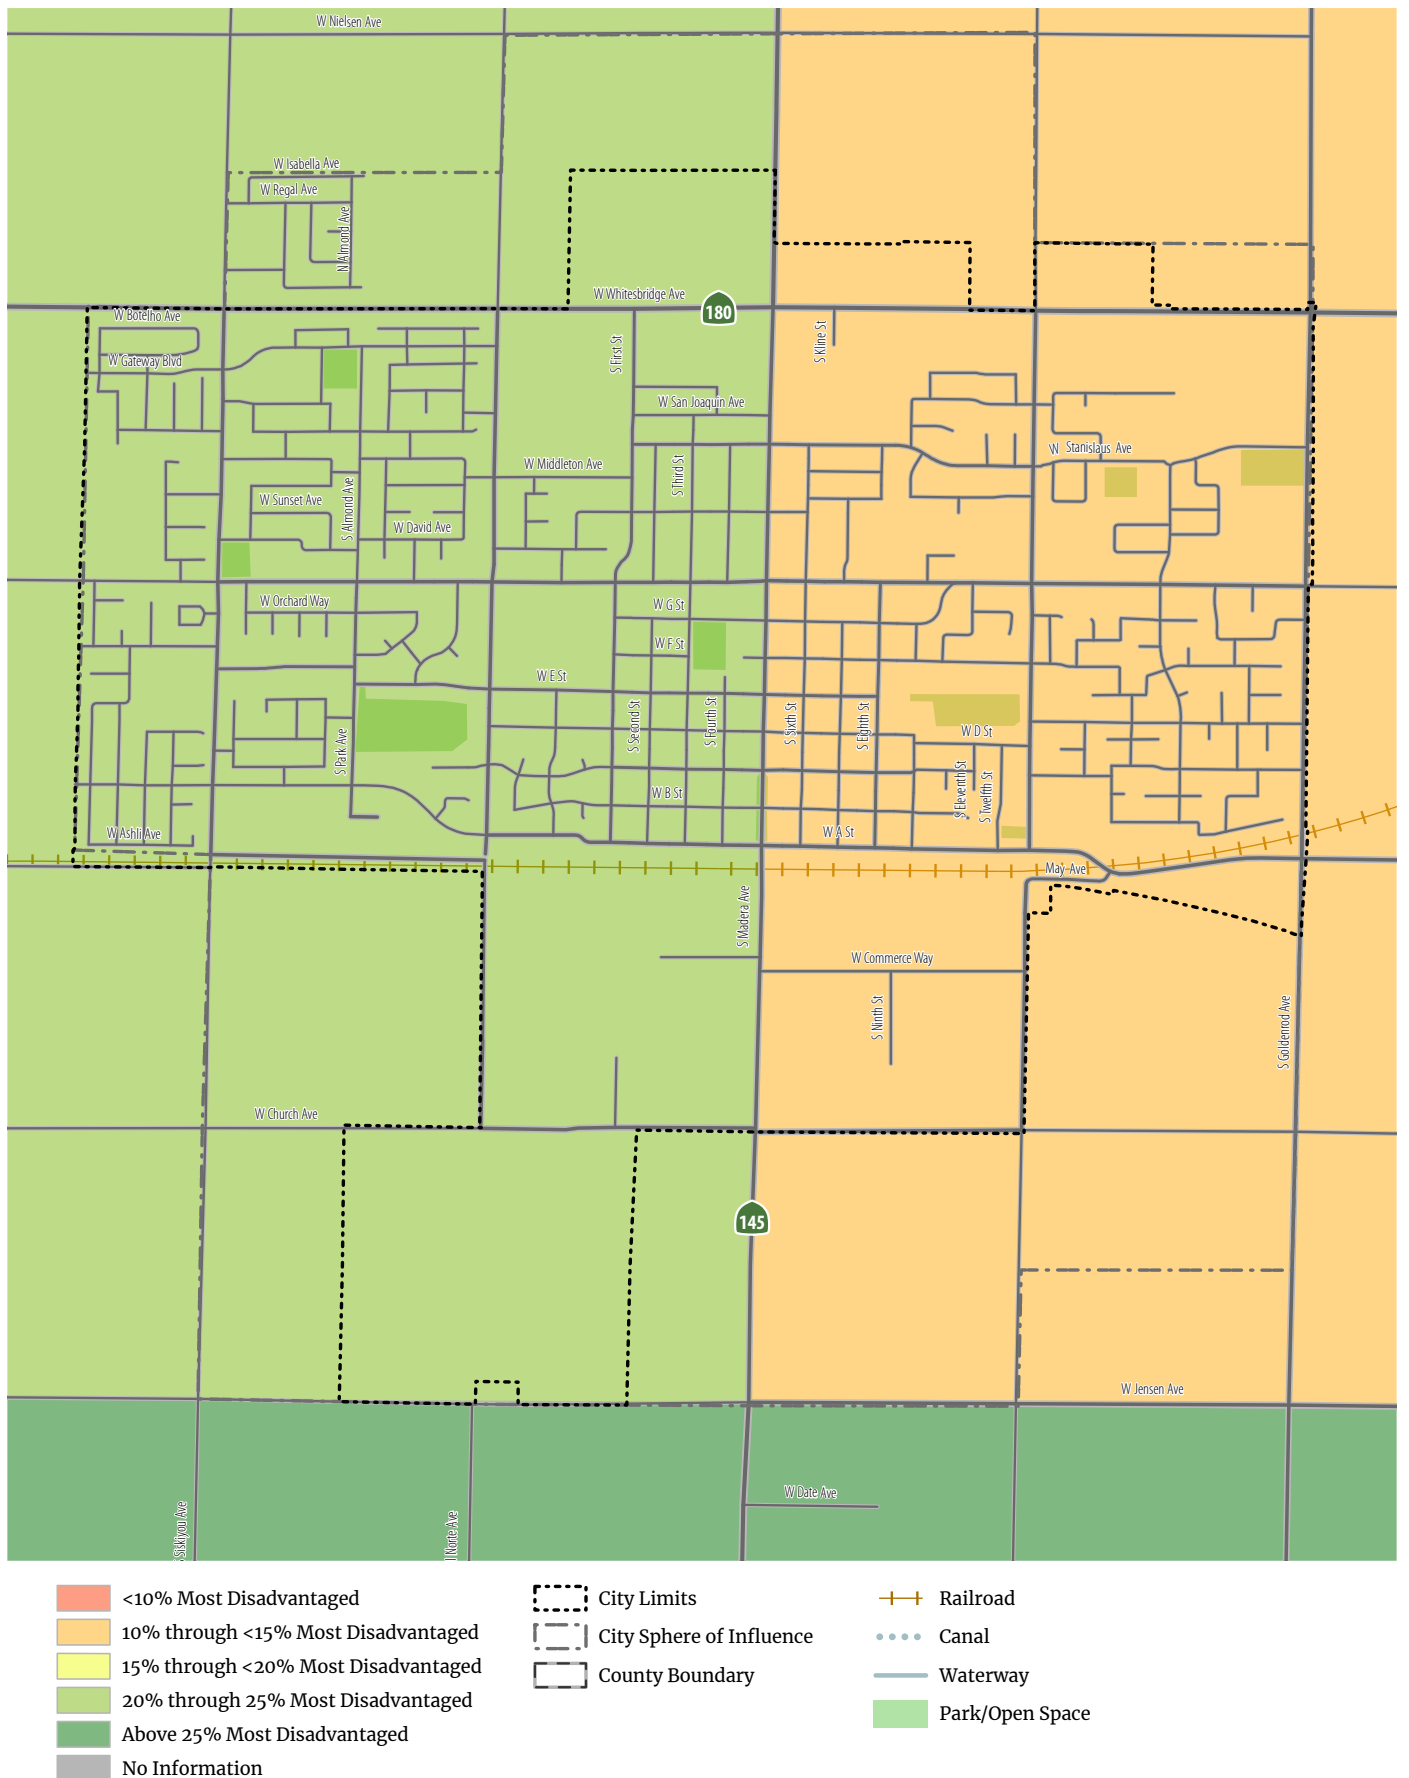 W Nielsen Ave
W Isabella Ave
W Regal Ave
N Almond Ave
W Whitesbridge Ave
180
W Botelho Ave
S Kline St
S First St
W Gateway Blvd
W San Joaquin Ave
W Stanislaus Ave
W Middleton Ave
S Third St
W Sunset Ave
S Almond Ave
W David Ave
W Orchard Way
W G St
W F St
W E St
S Second St
S Fourth St
S Sixth St
S Eighth St
W D St
S Park Ave
S Eleventh St
S Twelfth St
W B St
W Ashli Ave
W A St
May Ave
S Madera Ave
W Commerce Way
S Ninth St
S Goldenrod Ave
W Church Ave
145
W Jensen Ave
W Date Ave
Siskiyou Ave
Norte Ave
<10% Most Disadvantaged
10% through <15% Most Disadvantaged
15% through <20% Most Disadvantaged
20% through 25% Most Disadvantaged
Above 25% Most Disadvantaged
No Information
City Limits
City Sphere of Influence
County Boundary
Railroad
Canal
Waterway
Park/Open Space